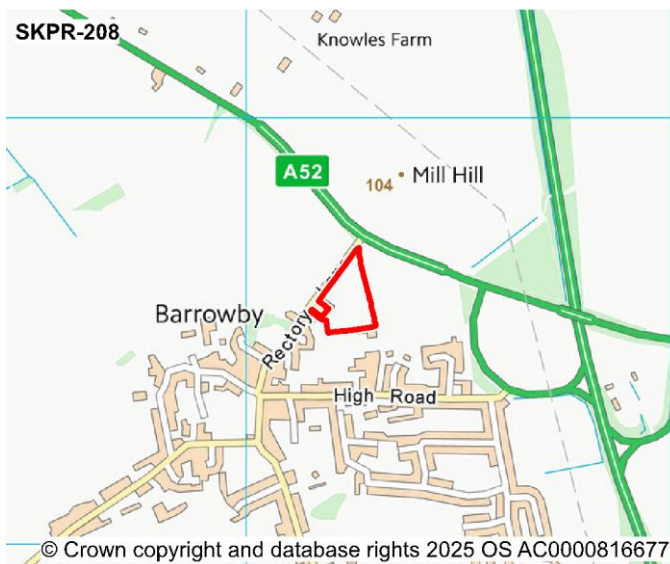 SKPR-208
Knowles Farm
A52
104
Mill Hill
Barrowby
Rectory
High Road
© Crown copyright and database rights 2025 OS AC0000816677